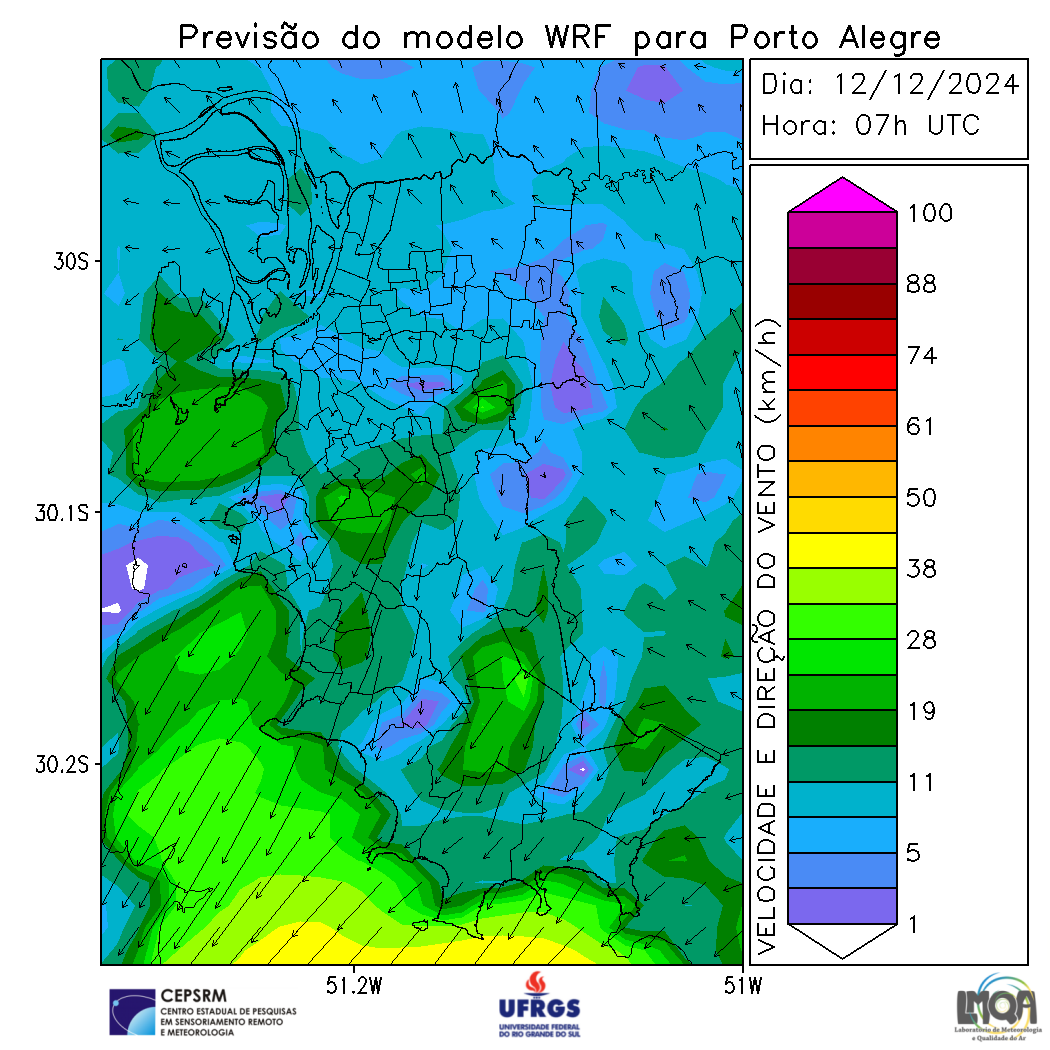 Previsão do modelo WRF para Porto Alegre
Dia: 12/12/2024
Hora: 07h UTC
30S
30.1S
30.2S
51.2W
51W
VELOCIDADE E DIREÇÃO DO VENTO (km/h)
100
88
74
61
50
38
28
19
11
5
1
CEPSRM
CENTRO ESTADUAL DE PESQUISAS
EM SENSORIAMENTO REMOTO
E METEOROLOGIA
UFRGS
UNIVERSIDADE FEDERAL
DO RIO GRANDE DO SUL
LMQA
Laboratório de Meteorologia
e Qualidade do Ar